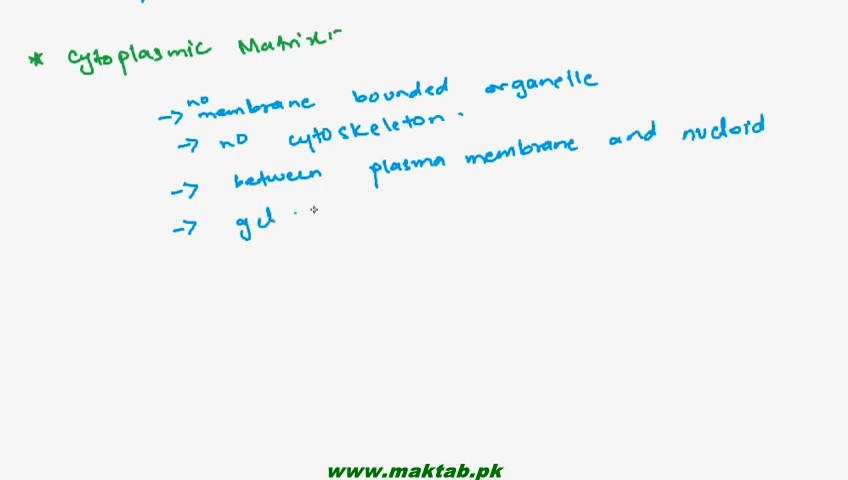 * Cytoplasmic Matrix:-
→ no membrane bounded organelle
→ no cytoskeleton.
→ between plasma membrane and nucloid
→ gel.
www.maktab.pk